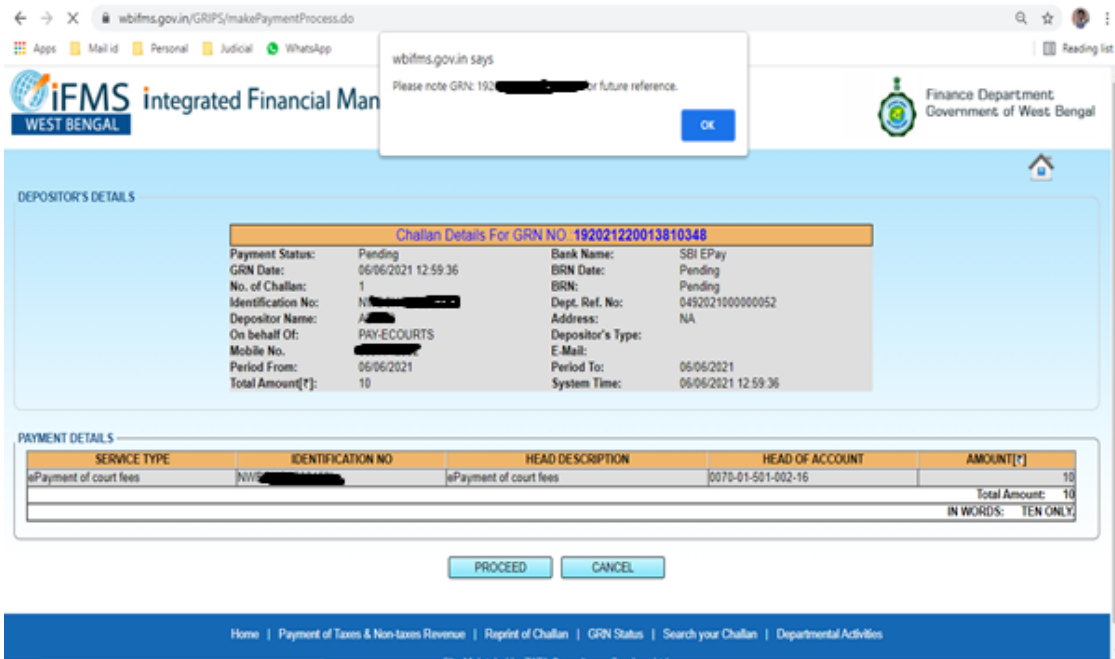 wbifms.gov.in/GRIPS/makePaymentProcess.do
Apps Mail id Personal Judicial WhatsApp Reading list
wbifms.gov.in says
Please note GRN: 192 or future reference.
OK
iFMS integrated Financial Man
WEST BENGAL
Finance Department
Government of West Bengal
DEPOSITOR'S DETAILS
Challan Details For GRN NO.:192021220013810348
Payment Status: Pending Bank Name: SBI EPay
GRN Date: 06/06/2021 12:59:36 BRN Date: Pending
No. of Challan: 1 BRN: Pending
Identification No: Dept. Ref. No: 0492021000000052
Depositor Name: Address: NA
On behalf Of: PAY-ECOURTS Depositor's Type:
Mobile No. E-Mail:
Period From: 06/06/2021 Period To: 06/06/2021
Total Amount[₹]: 10 System Time: 06/06/2021 12:59:36
PAYMENT DETAILS
SERVICE TYPE IDENTIFICATION NO HEAD DESCRIPTION HEAD OF ACCOUNT AMOUNT[₹]
ePayment of court fees ePayment of court fees 0070-01-501-002-16 10
Total Amount: 10
IN WORDS: TEN ONLY.
PROCEED CANCEL
Home | Payment of Taxes & Non-taxes Revenue | Reprint of Challan | GRN Status | Search your Challan | Departmental Activities